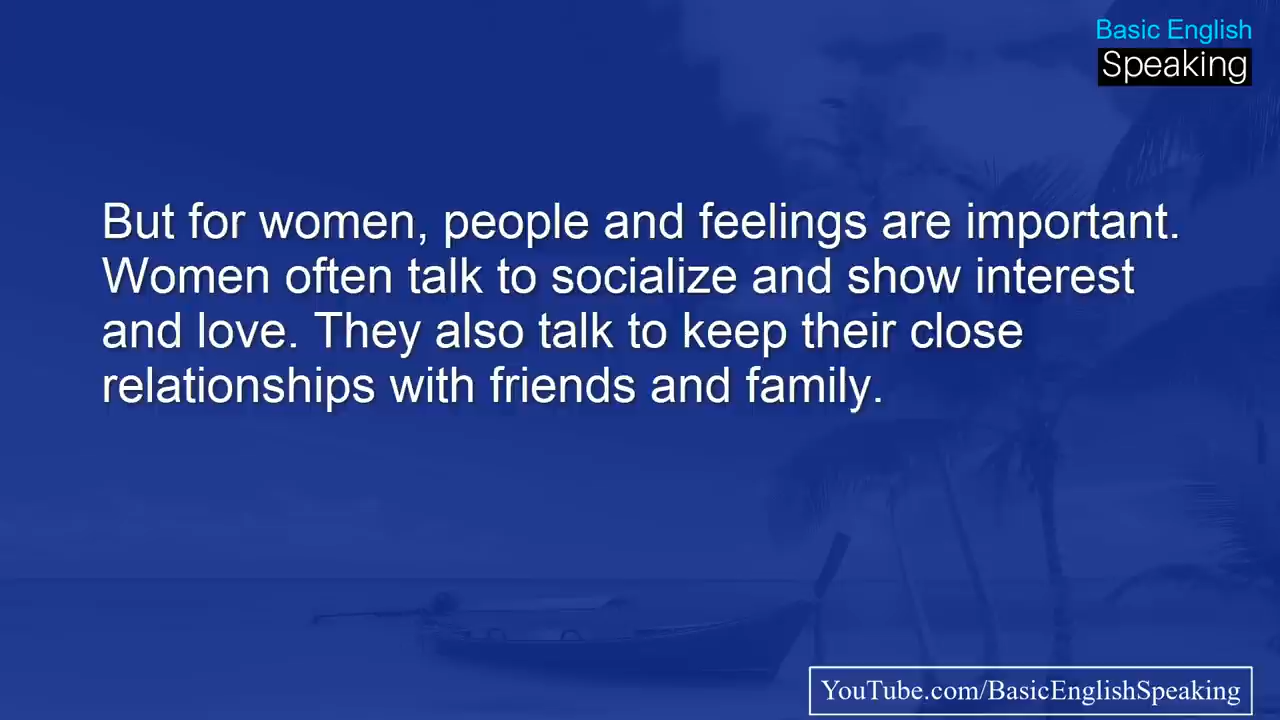 Basic English
Speaking
But for women, people and feelings are important.
Women often talk to socialize and show interest
and love. They also talk to keep their close
relationships with friends and family.
YouTube.com/BasicEnglishSpeaking